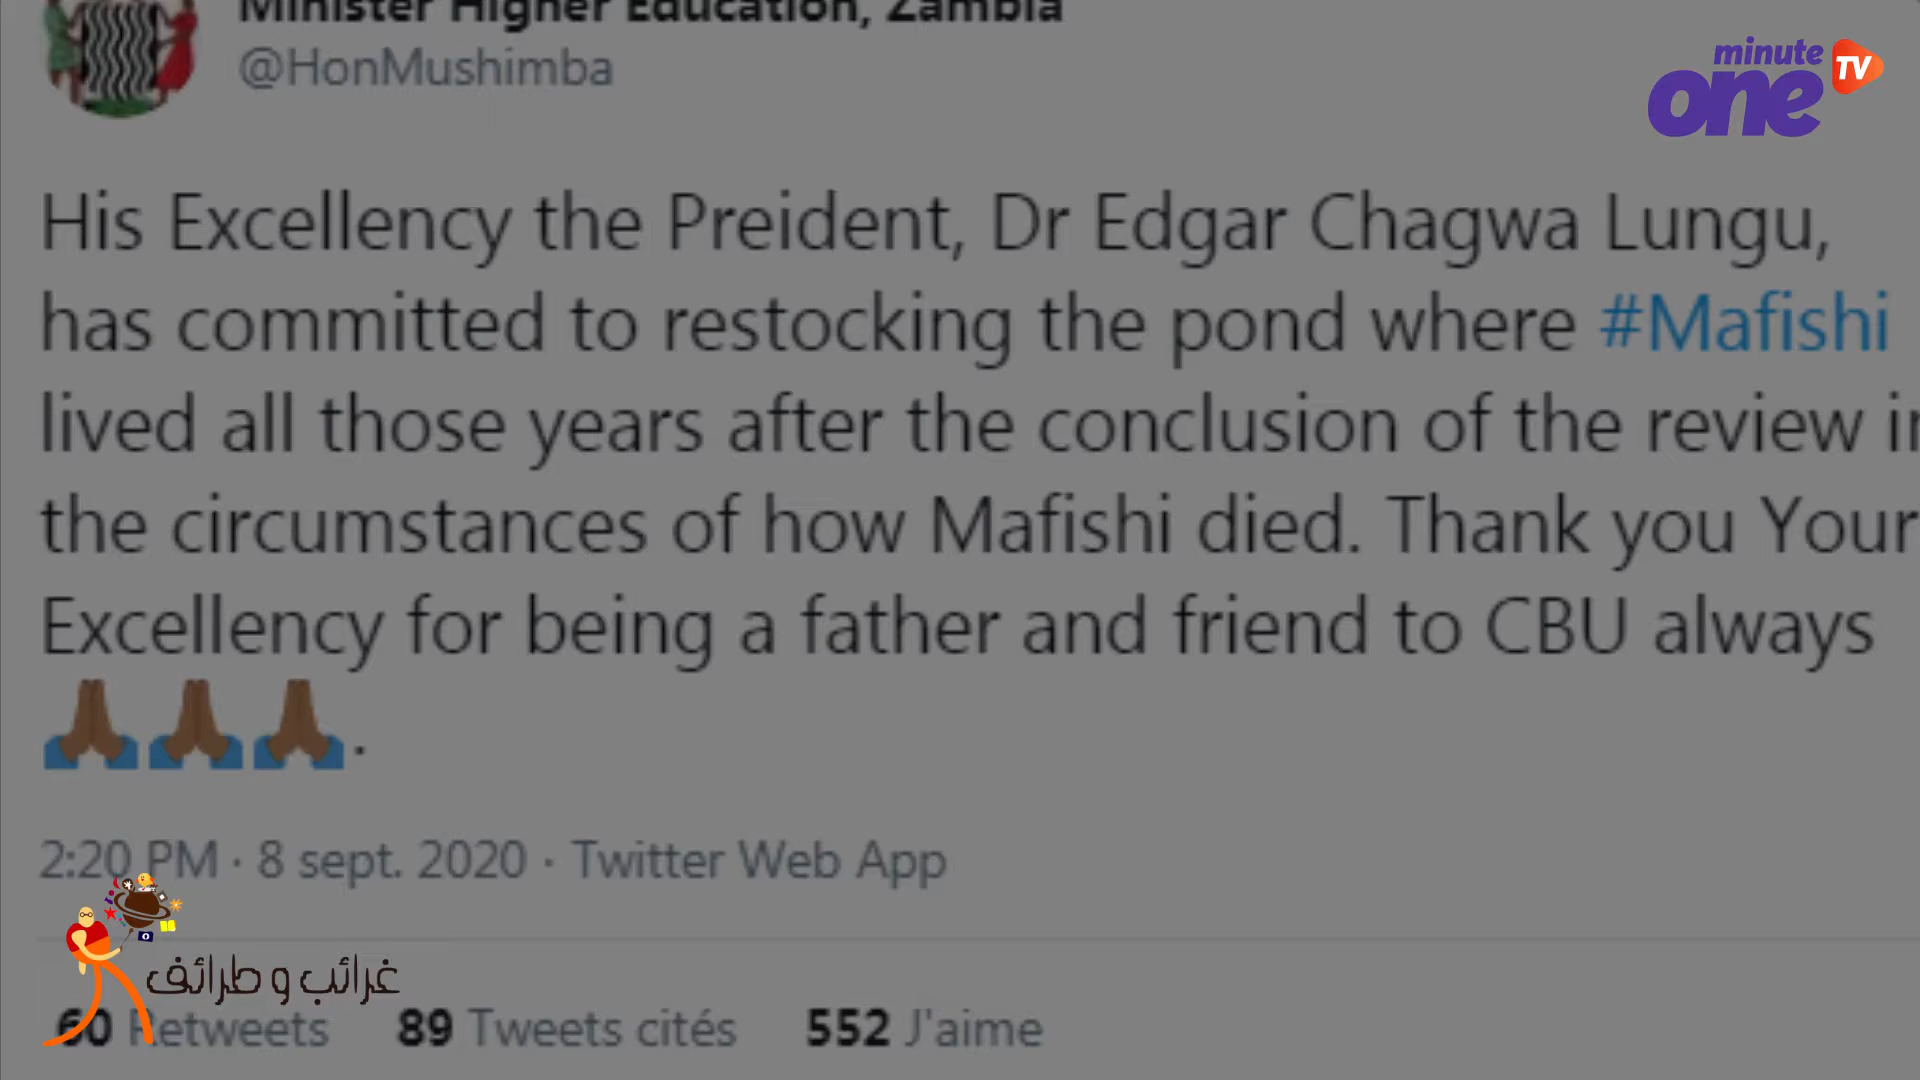 Minister Higher Education, Zambia
@HonMushimba
minute
one TV
His Excellency the Preident, Dr Edgar Chagwa Lungu,
has committed to restocking the pond where #Mafishi
lived all those years after the conclusion of the review in
the circumstances of how Mafishi died. Thank you Your
Excellency for being a father and friend to CBU always
🙏🏾🙏🏾🙏🏾.
2:20 PM · 8 sept. 2020 · Twitter Web App
غرائب و طرائف
60 Retweets 89 Tweets cités 552 J'aime